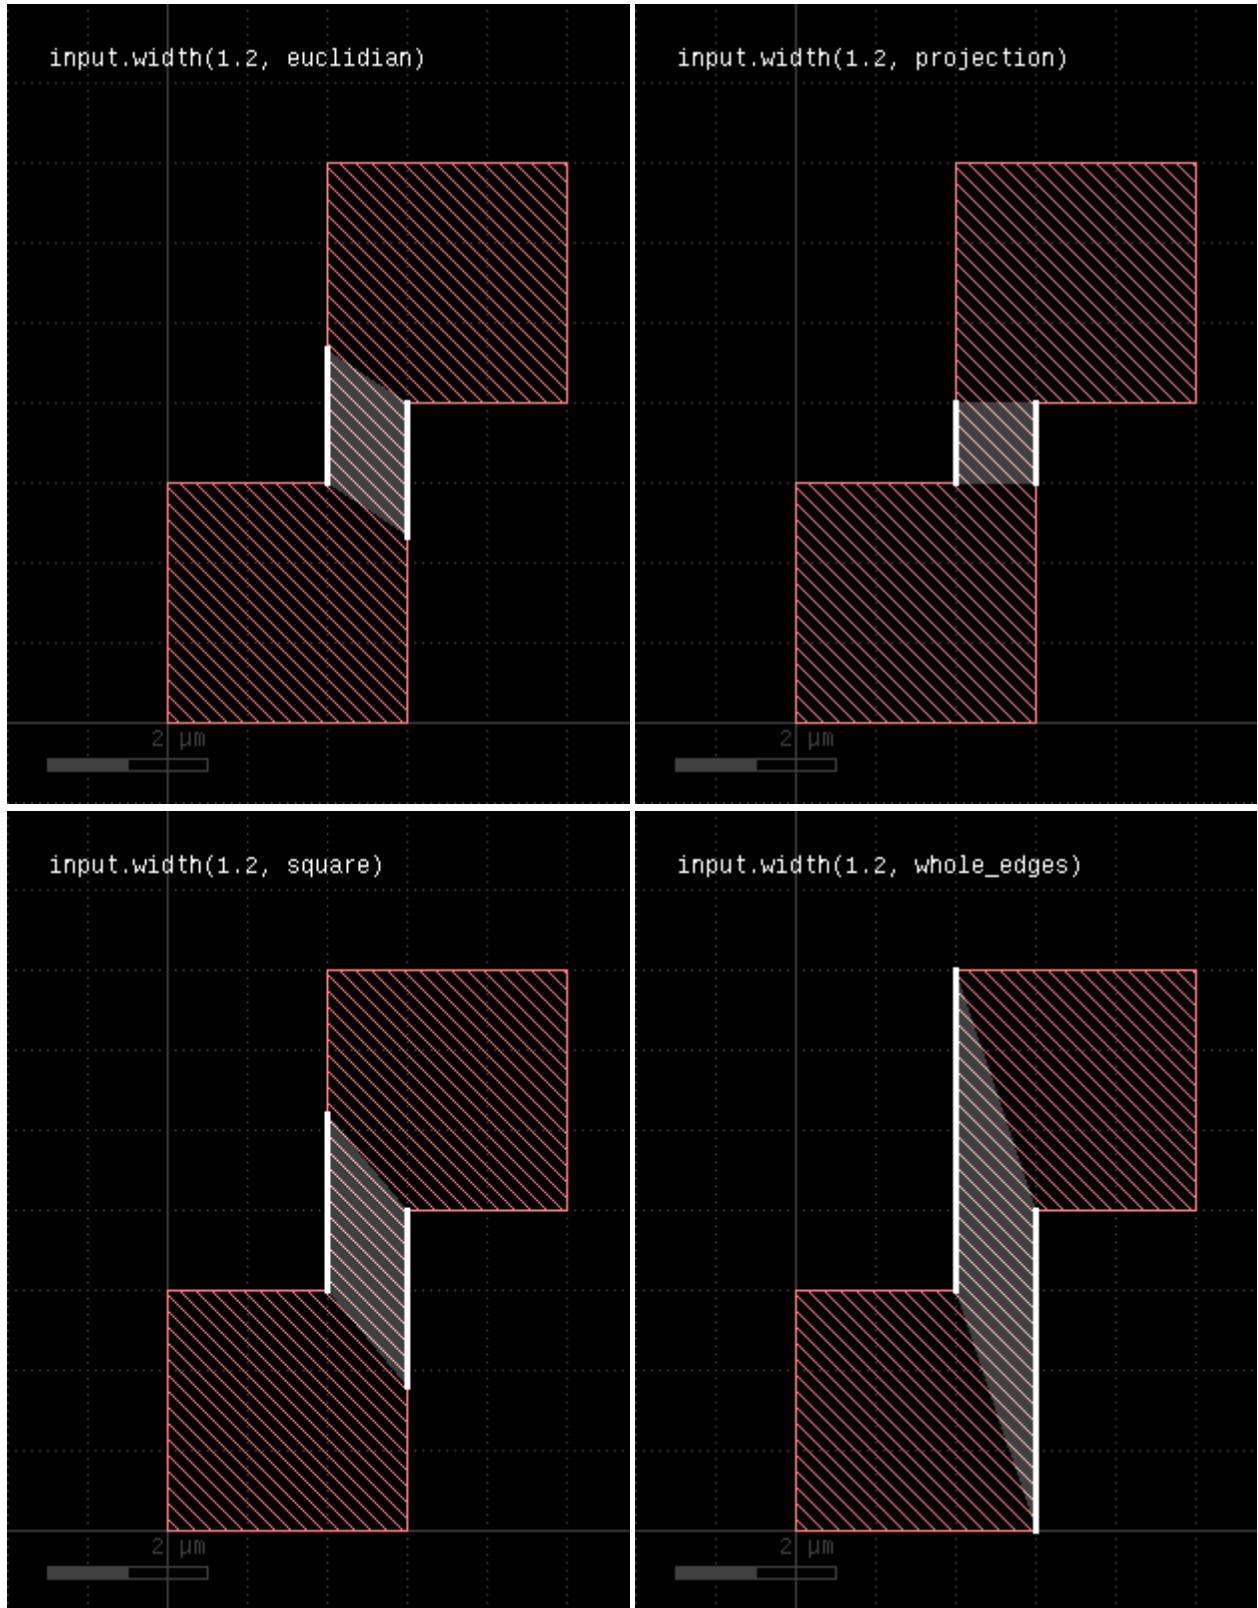 input.width(1.2, euclidian)
input.width(1.2, projection)
2 µm
2 µm
input.width(1.2, square)
input.width(1.2, whole_edges)
2 µm
2 µm